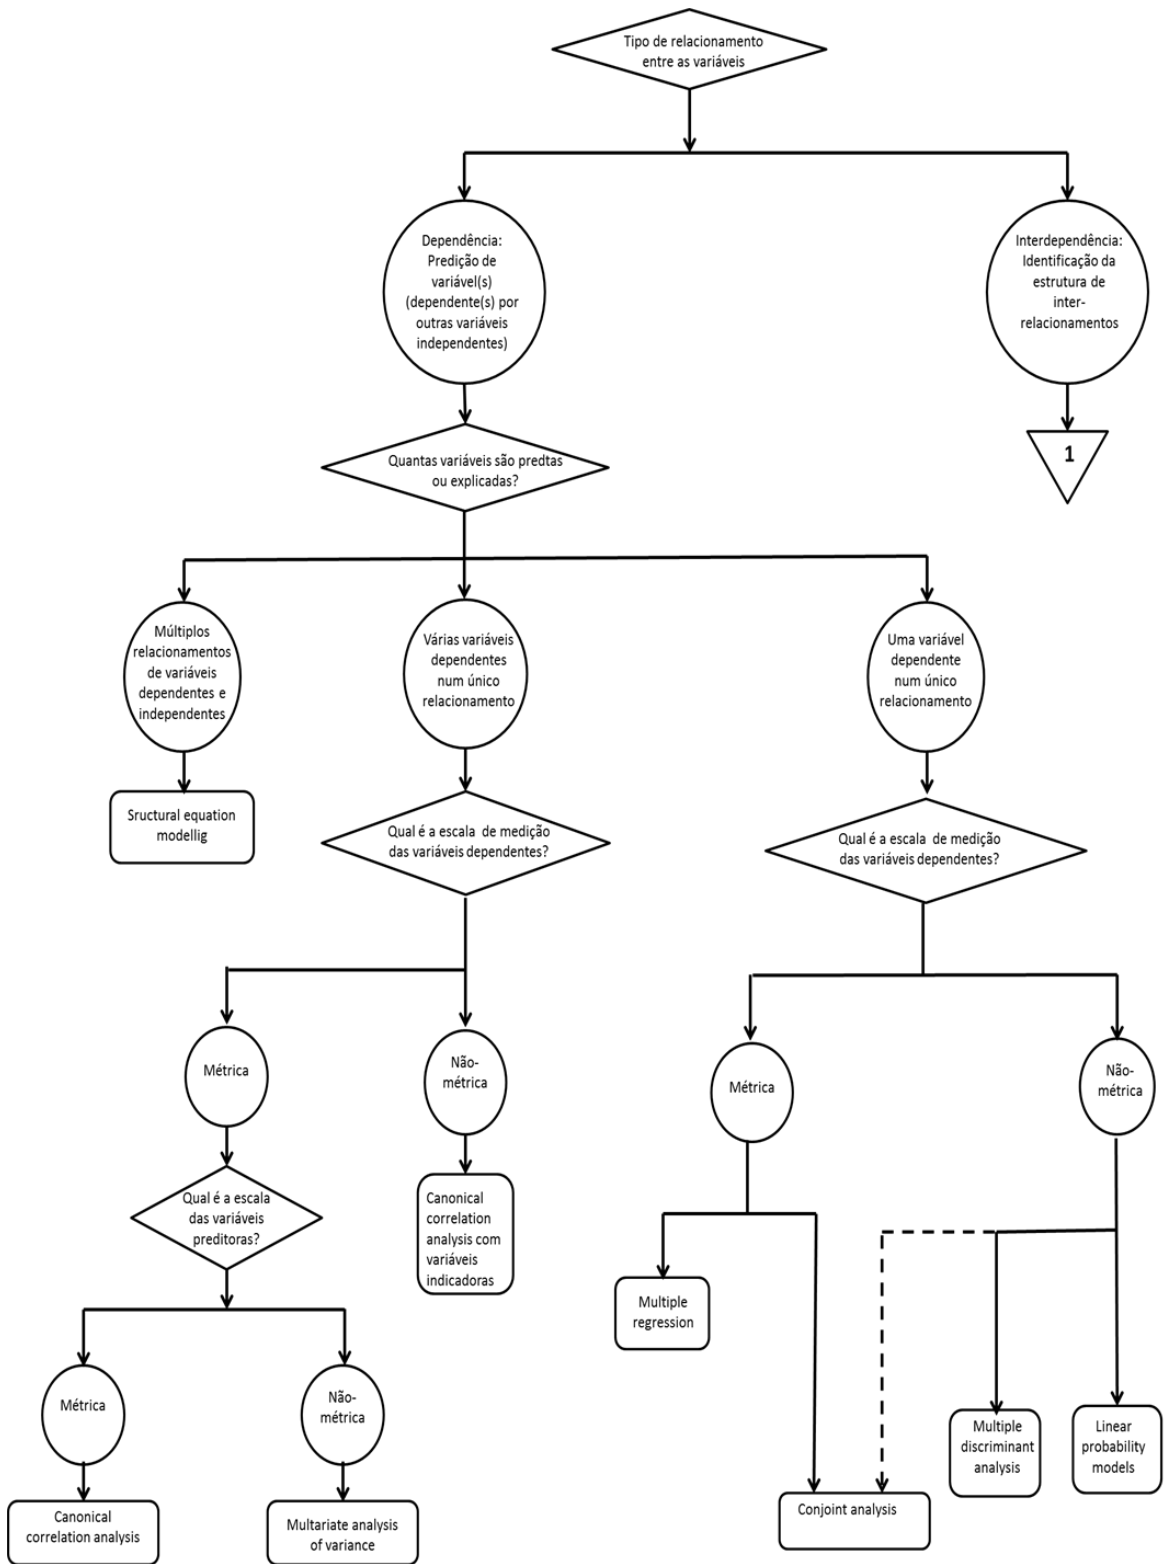 Tipo de relacionamento
entre as variáveis
Dependência:
Predição de
variável(s)
(dependente(s) por
outras variáveis
independentes)
Interdependência:
Identificação da
estrutura de
inter-
relacionamentos
1
Quantas variáveis são predtas
ou explicadas?
Múltiplos
relacionamentos
de variáveis
dependentes e
independentes
Várias variáveis
dependentes
num único
relacionamento
Uma variável
dependente
num único
relacionamento
Sructural equation
modellig
Qual é a escala de medição
das variáveis dependentes?
Qual é a escala de medição
das variáveis dependentes?
Métrica
Não-
métrica
Métrica
Não-
métrica
Qual é a escala
das variáveis
preditoras?
Canonical
correlation
analysis com
variáveis
indicadoras
Multiple
regression
Métrica
Não-
métrica
Multiple
discriminant
analysis
Linear
probability
models
Canonical
correlation analysis
Multariate analysis
of variance
Conjoint analysis